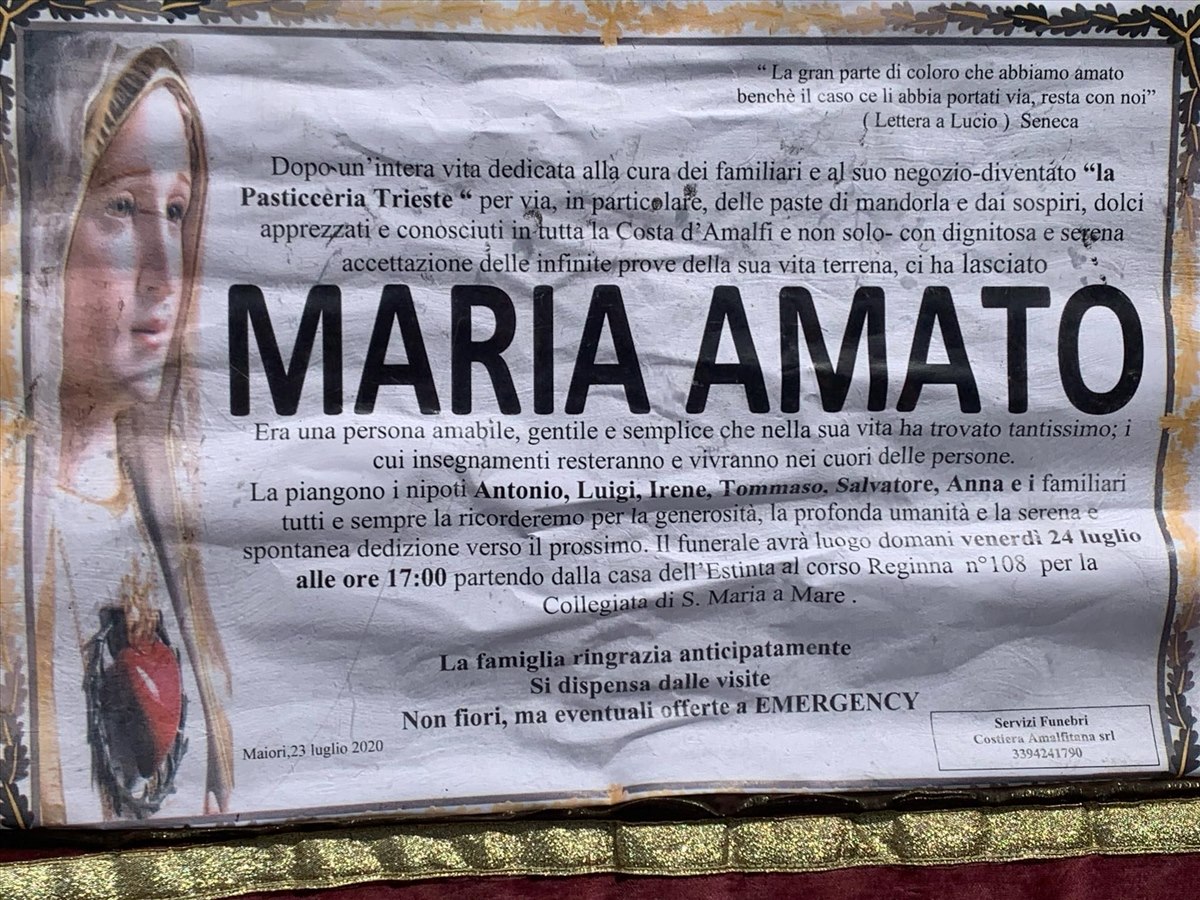 “ La gran parte di coloro che abbiamo amato
benchè il caso ce li abbia portati via, resta con noi”
( Lettera a Lucio ) Seneca
Dopo un’intera vita dedicata alla cura dei familiari e al suo negozio-diventato “la
Pasticceria Trieste “ per via, in particolare, delle paste di mandorla e dai sospiri, dolci
apprezzati e conosciuti in tutta la Costa d’Amalfi e non solo- con dignitosa e serena
accettazione delle infinite prove della sua vita terrena, ci ha lasciato
MARIA AMATO
Era una persona amabile, gentile e semplice che nella sua vita ha trovato tantissimo; i
cui insegnamenti resteranno e vivranno nei cuori delle persone.
La piangono i nipoti Antonio, Luigi, Irene, Tommaso, Salvatore, Anna e i familiari
tutti e sempre la ricorderemo per la generosità, la profonda umanità e la serena e
spontanea dedizione verso il prossimo. Il funerale avrà luogo domani venerdì 24 luglio
alle ore 17:00 partendo dalla casa dell’Estinta al corso Reginna n°108 per la
Collegiata di S. Maria a Mare .
La famiglia ringrazia anticipatamente
Si dispensa dalle visite
Non fiori, ma eventuali offerte a EMERGENCY
Maiori,23 luglio 2020
Servizi Funebri
Costiera Amalfitana srl
3394241790